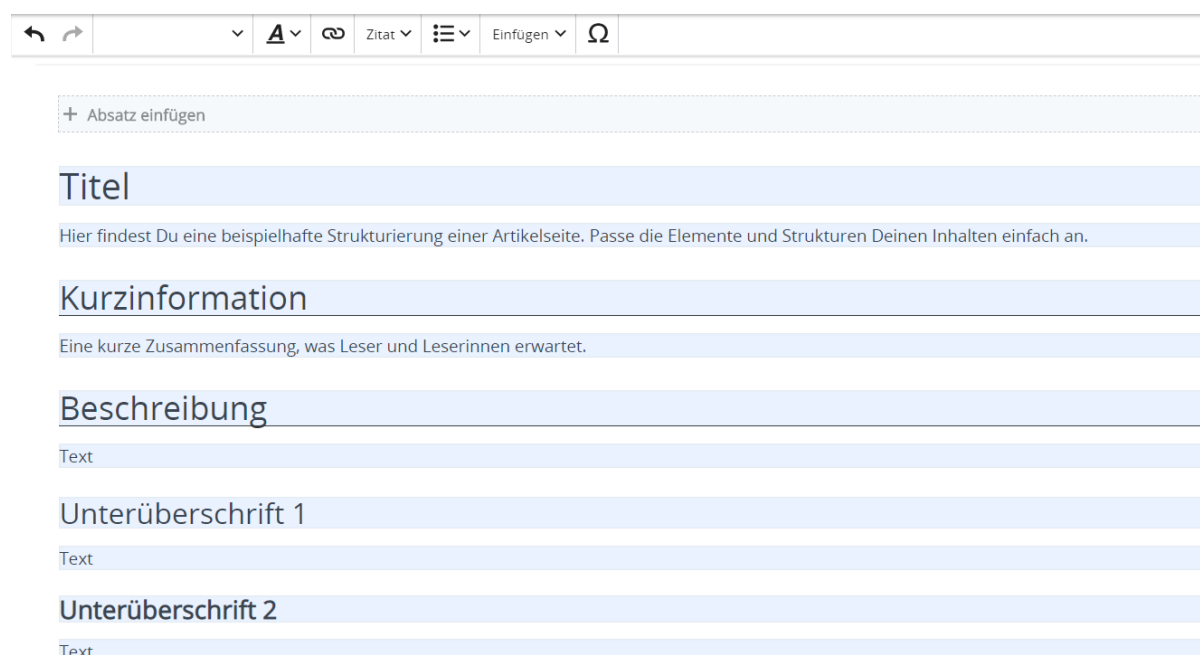 Zitat
Einfügen
Ω
Absatz einfügen
Titel
Hier findest Du eine beispielhafte Strukturierung einer Artikelseite. Passe die Elemente und Strukturen Deinen Inhalten einfach an.
Kurzinformation
Eine kurze Zusammenfassung, was Leser und Leserinnen erwartet.
Beschreibung
Text
Unterüberschrift 1
Text
Unterüberschrift 2
Text